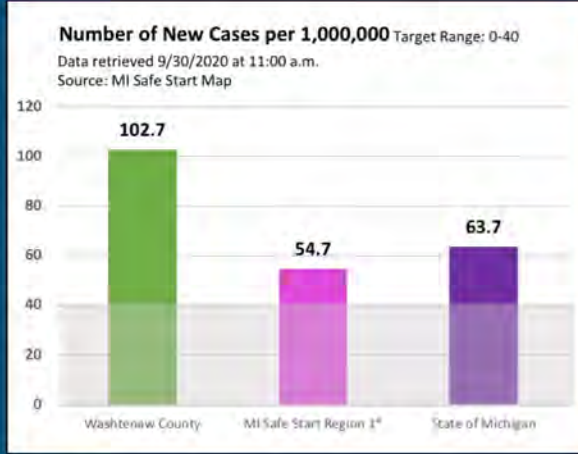 Number of New Cases per 1,000,000 Target Range: 0-40
Data retrieved 9/30/2020 at 11:00 a.m.
Source: MI Safe Start Map
120
100
80
60
40
20
0
102.7
54.7
63.7
Washtenaw County
MI Safe Start Region 1*
State of Michigan